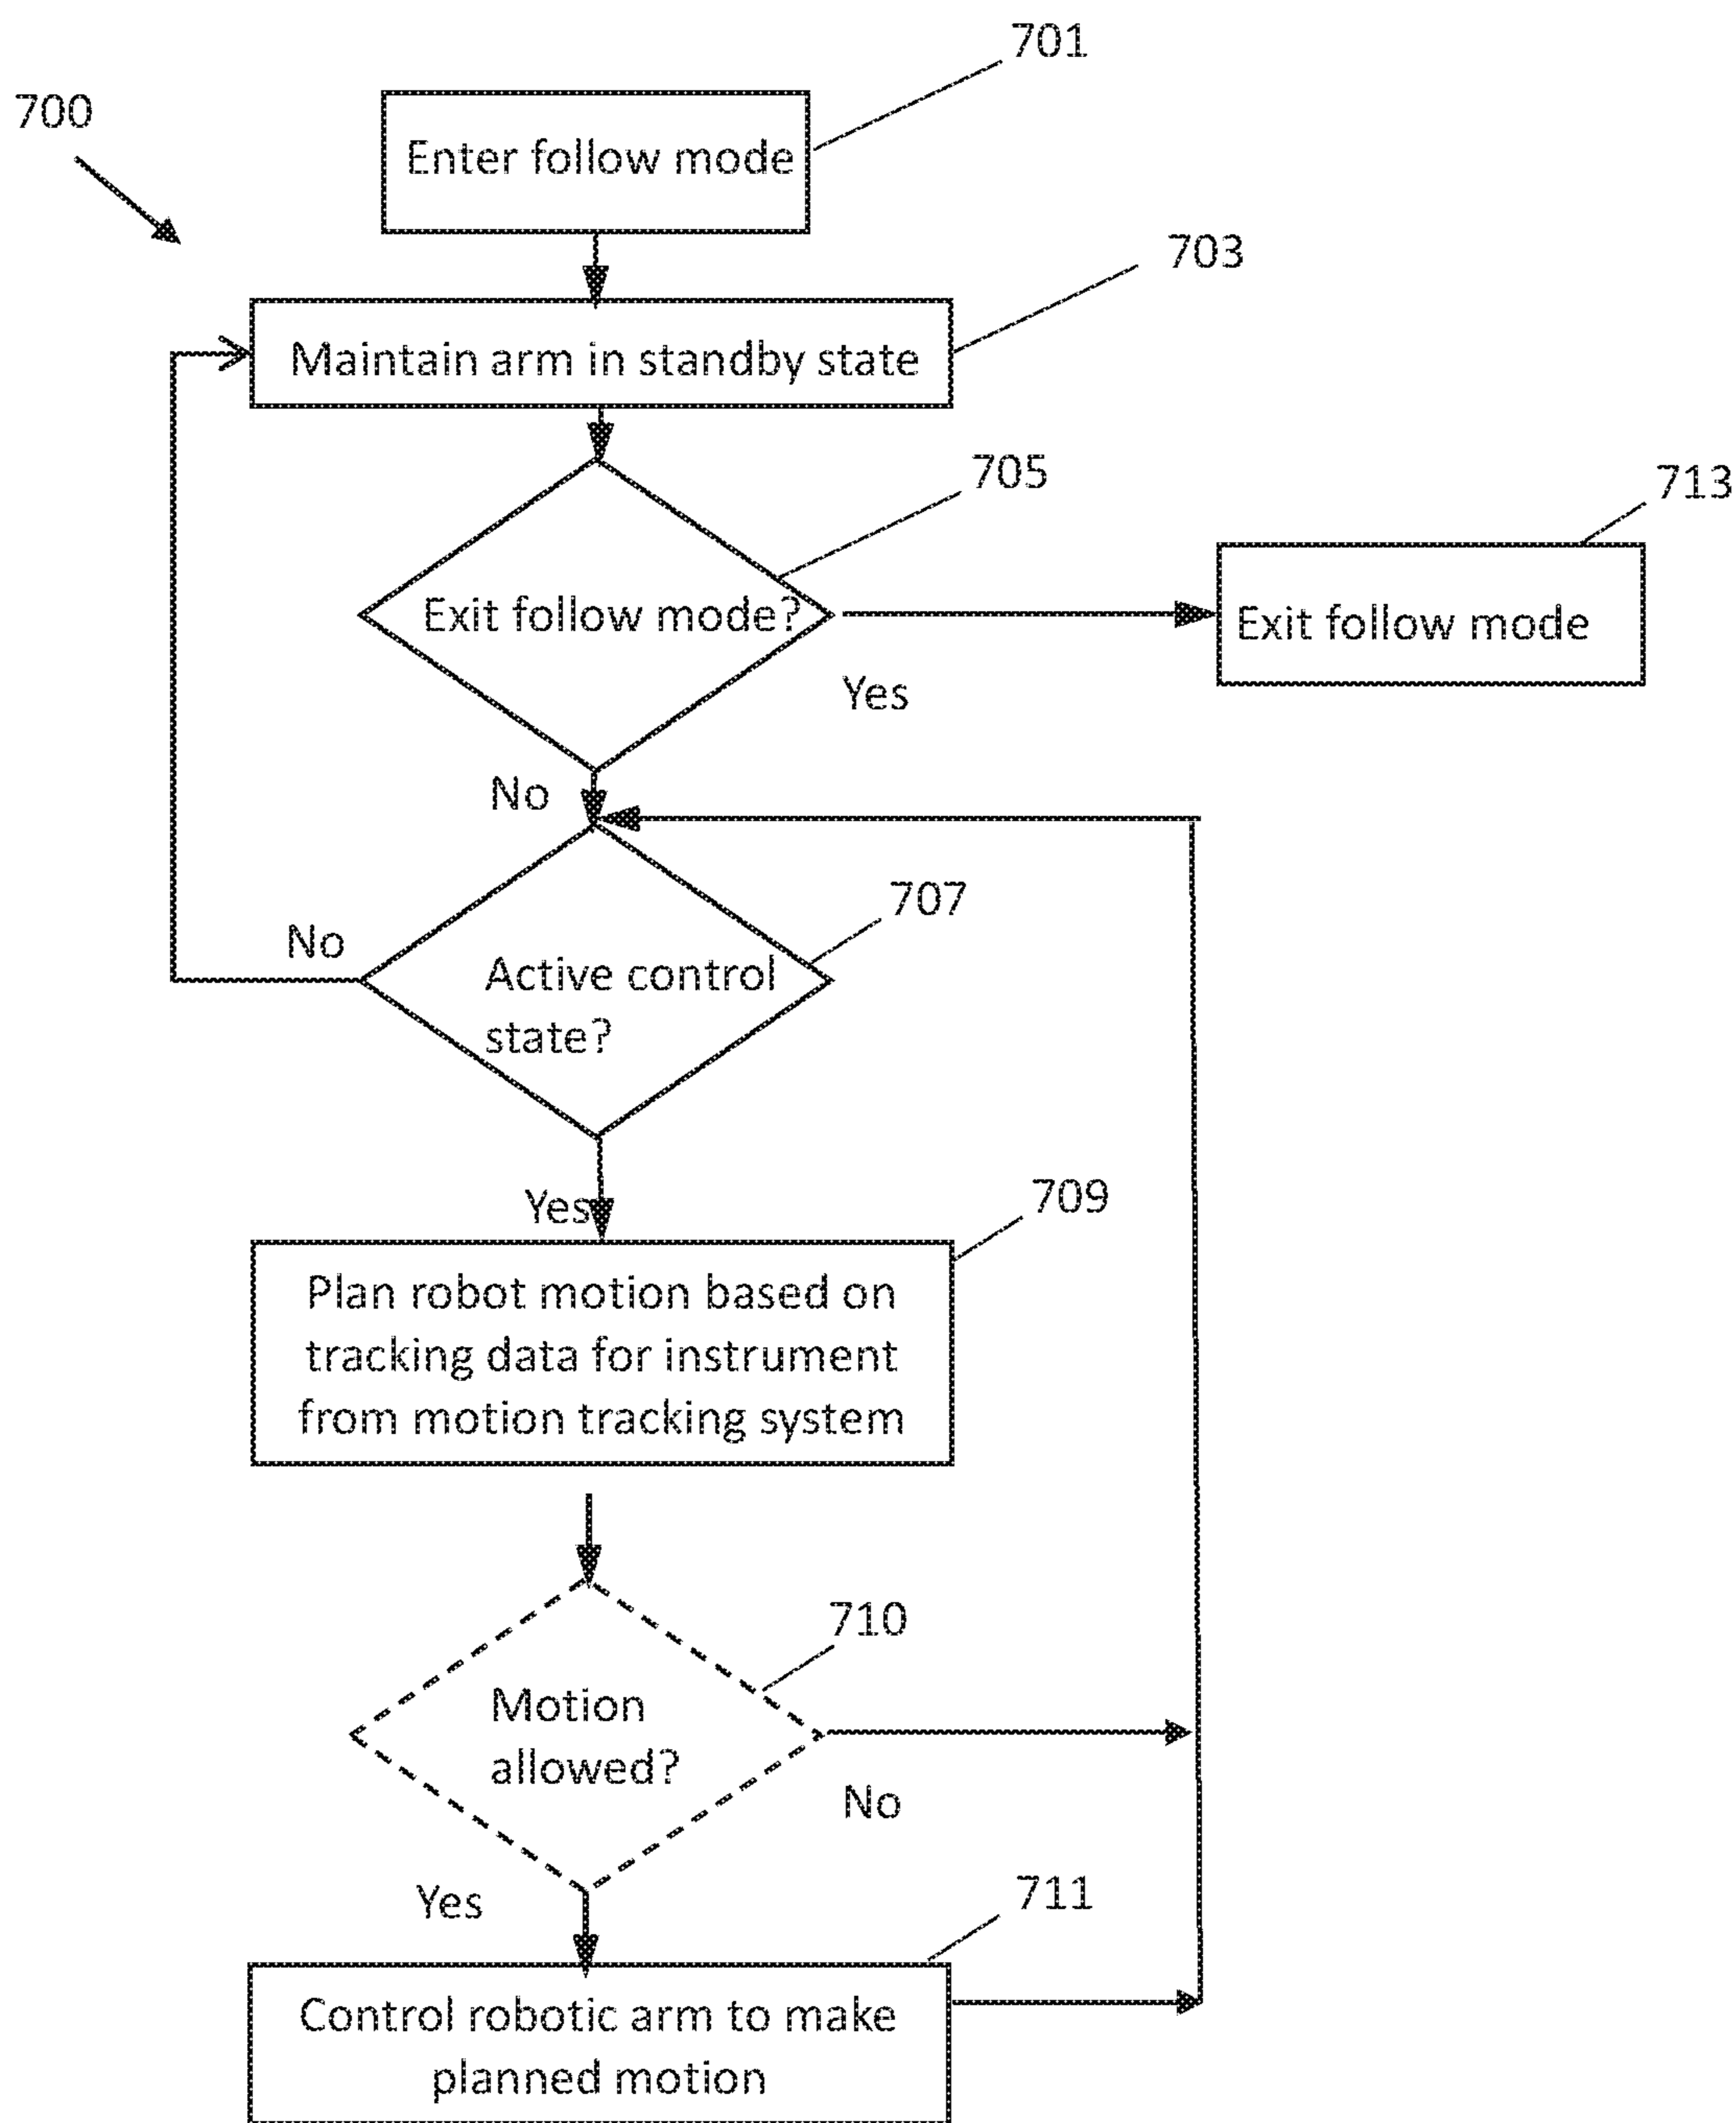 701
700
Enter follow mode
703
Maintain arm in standby state
705
713
Exit follow mode?
Exit follow mode
Yes
No
707
No
Active control
state?
Yes
709
Plan robot motion based on
tracking data for instrument
from motion tracking system
710
Motion
allowed?
No
Yes
711
Control robotic arm to make
planned motion